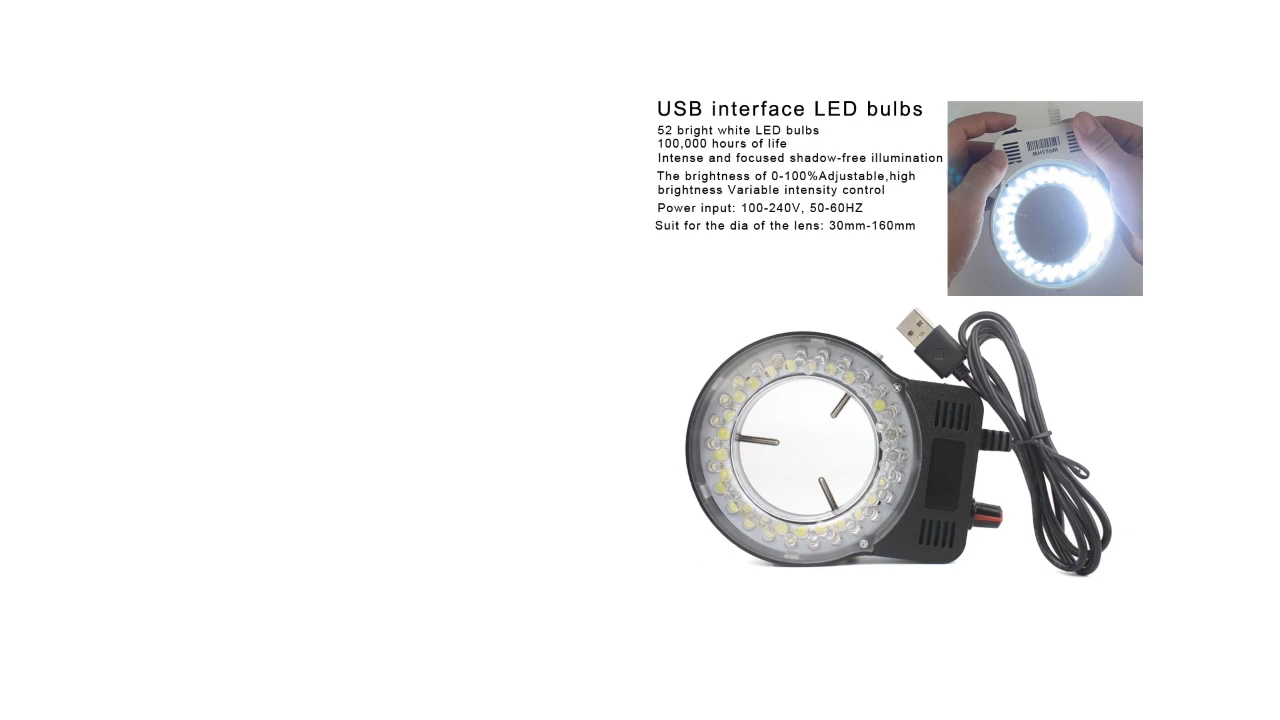 USB interface LED bulbs
52 bright white LED bulbs
100,000 hours of life
Intense and focused shadow-free illumination
The brightness of 0-100%Adjustable,high
brightness Variable intensity control
Power input: 100-240V, 50-60HZ
Suit for the dia of the lens: 30mm-160mm